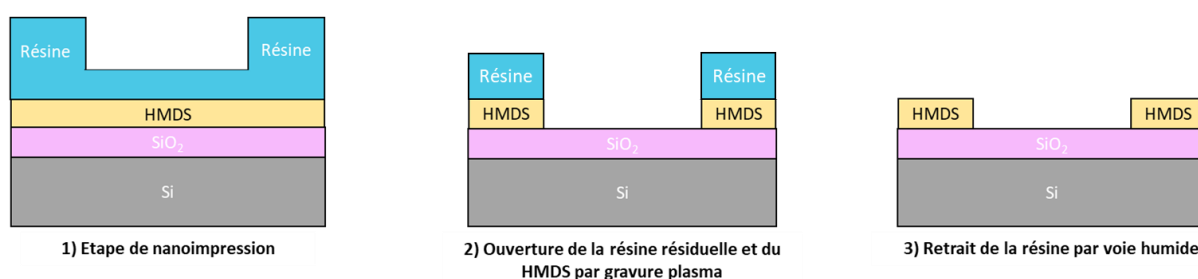 Résine
Résine
HMDS
SiO₂
Si
1) Etape de nanoimpression
Résine
Résine
HMDS
HMDS
SiO₂
Si
2) Ouverture de la résine résiduelle et du
HMDS par gravure plasma
HMDS
HMDS
SiO₂
Si
3) Retrait de la résine par voie humide